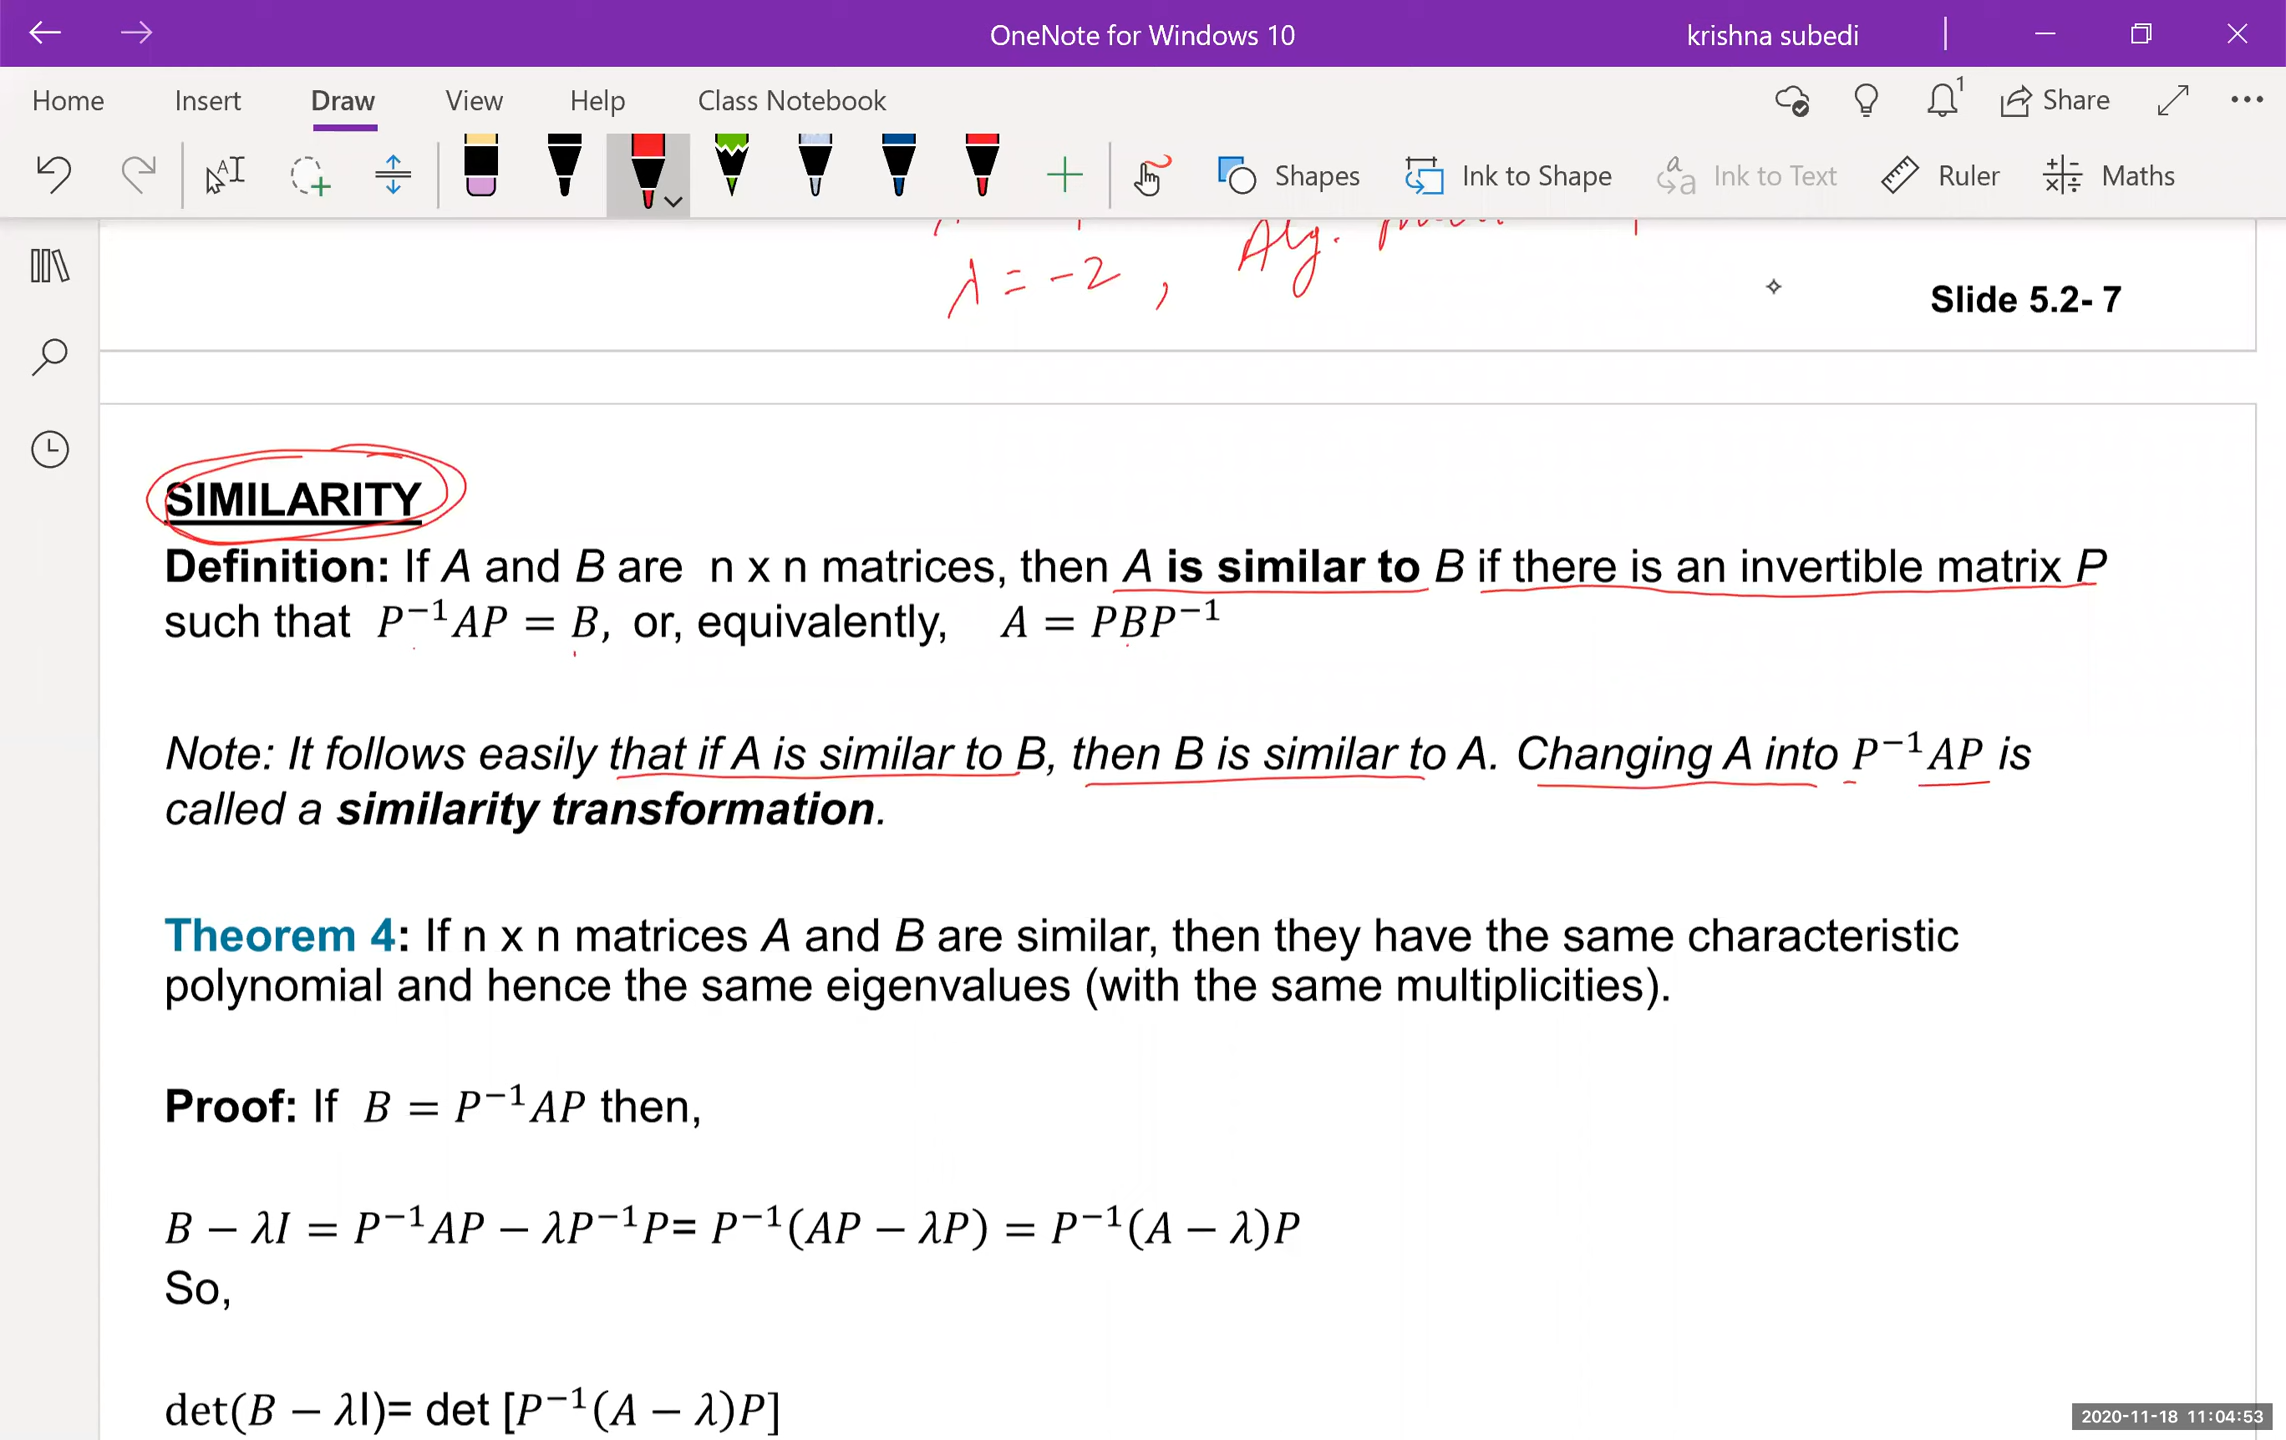 OneNote for Windows 10
krishna subedi
Home Insert Draw View Help Class Notebook
1 Share
Shapes Ink to Shape Ink to Text Ruler Maths
Alg.
λ = -2 ,
Slide 5.2- 7
SIMILARITY
Definition: If A and B are n x n matrices, then A is similar to B if there is an invertible matrix P
such that P⁻¹AP = B, or, equivalently, A = PBP⁻¹
Note: It follows easily that if A is similar to B, then B is similar to A. Changing A into P⁻¹AP is
called a similarity transformation.
Theorem 4: If n x n matrices A and B are similar, then they have the same characteristic
polynomial and hence the same eigenvalues (with the same multiplicities).
Proof: If B = P⁻¹AP then,
B − λI = P⁻¹AP − λP⁻¹P= P⁻¹(AP − λP) = P⁻¹(A − λ)P
So,
det(B − λI)= det [P⁻¹(A − λ)P]
2020-11-18 11:04:53